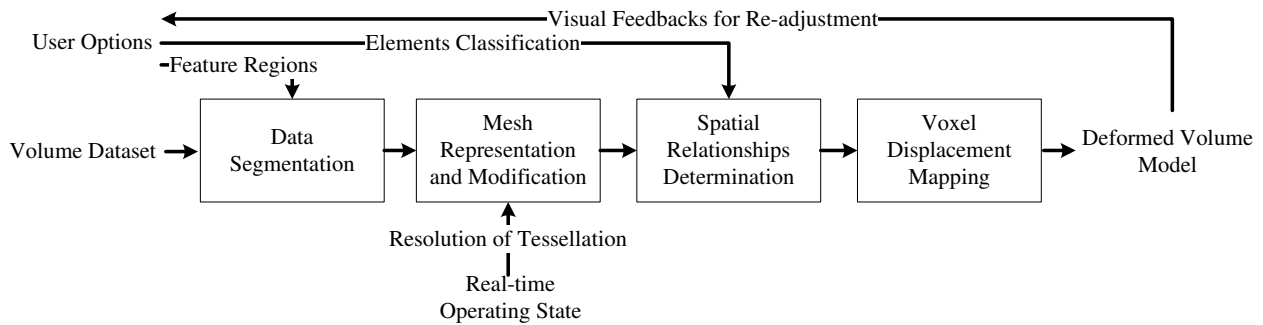 Visual Feedbacks for Re-adjustment
User Options
Elements Classification
Feature Regions
Volume Dataset
Data
Segmentation
Mesh
Representation
and Modification
Spatial
Relationships
Determination
Voxel
Displacement
Mapping
Deformed Volume
Model
Resolution of Tessellation
Real-time
Operating State